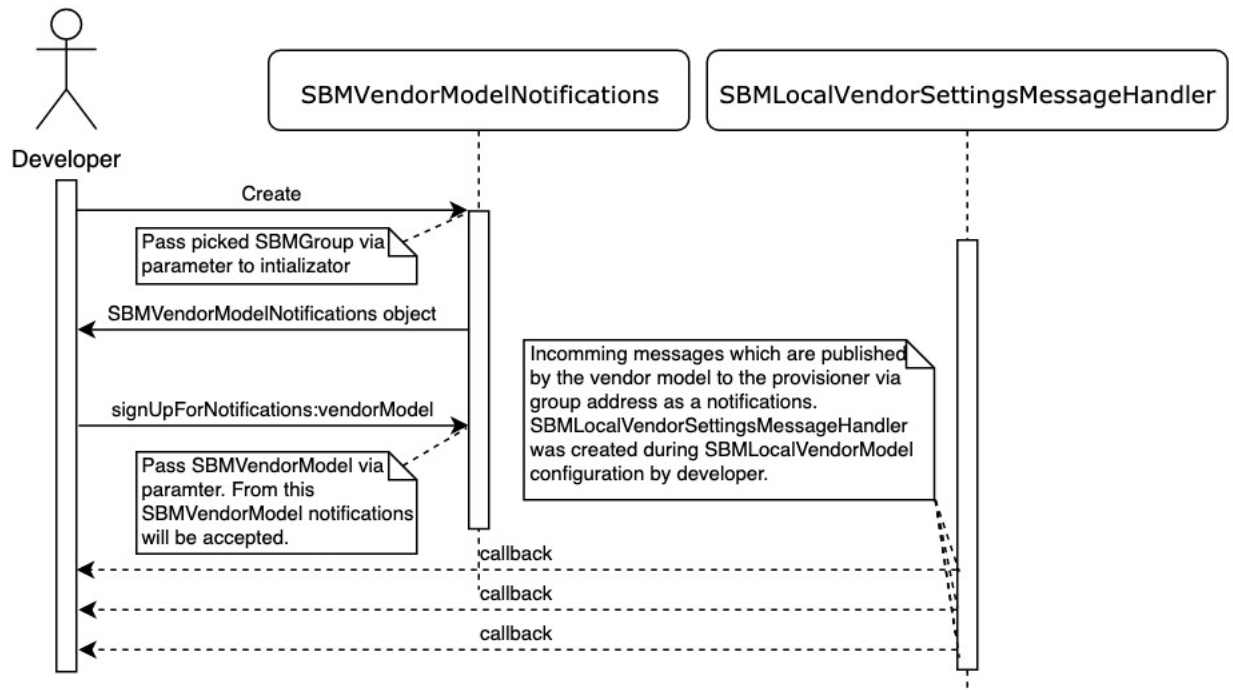 SBMVendorModelNotifications
SBMLocalVendorSettingsMessageHandler
Developer
Create
Pass picked SBMGroup via
parameter to intializator
SBMVendorModelNotifications object
Incomming messages which are published
by the vendor model to the provisioner via
group address as a notifications.
SBMLocalVendorSettingsMessageHandler
was created during SBMLocalVendorModel
configuration by developer.
signUpForNotifications:vendorModel
Pass SBMVendorModel via
paramter. From this
SBMVendorModel notifications
will be accepted.
callback
callback
callback